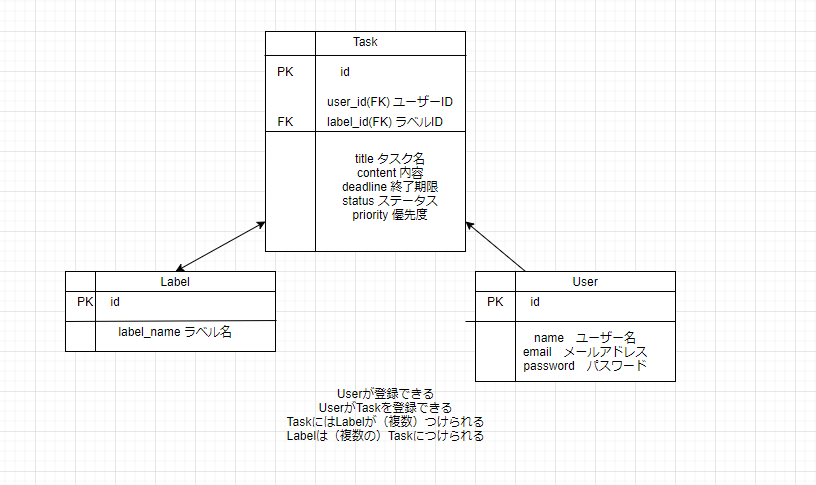 Task
PK id
user_id(FK) ユーザーID
FK label_id(FK) ラベルID
title タスク名
content 内容
deadline 終了期限
status ステータス
priority 優先度
Label
PK id
label_name ラベル名
User
PK id
name　ユーザー名
email　メールアドレス
password　パスワード
Userが登録できる
UserがTaskを登録できる
TaskにはLabelが（複数）つけられる
Labelは（複数の）Taskにつけられる